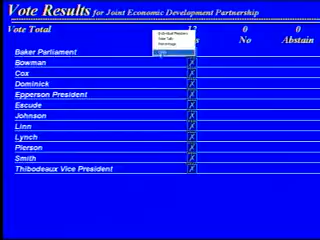 Vote Results for Joint Economic Development Partnership
Vote Total 12 0 0
No Abstain
Baker Parliament
Bowman
Cox
Dominick
Epperson President
Escude
Johnson
Linn
Lynch
Pierson
Smith
Thibodeaux Vice President